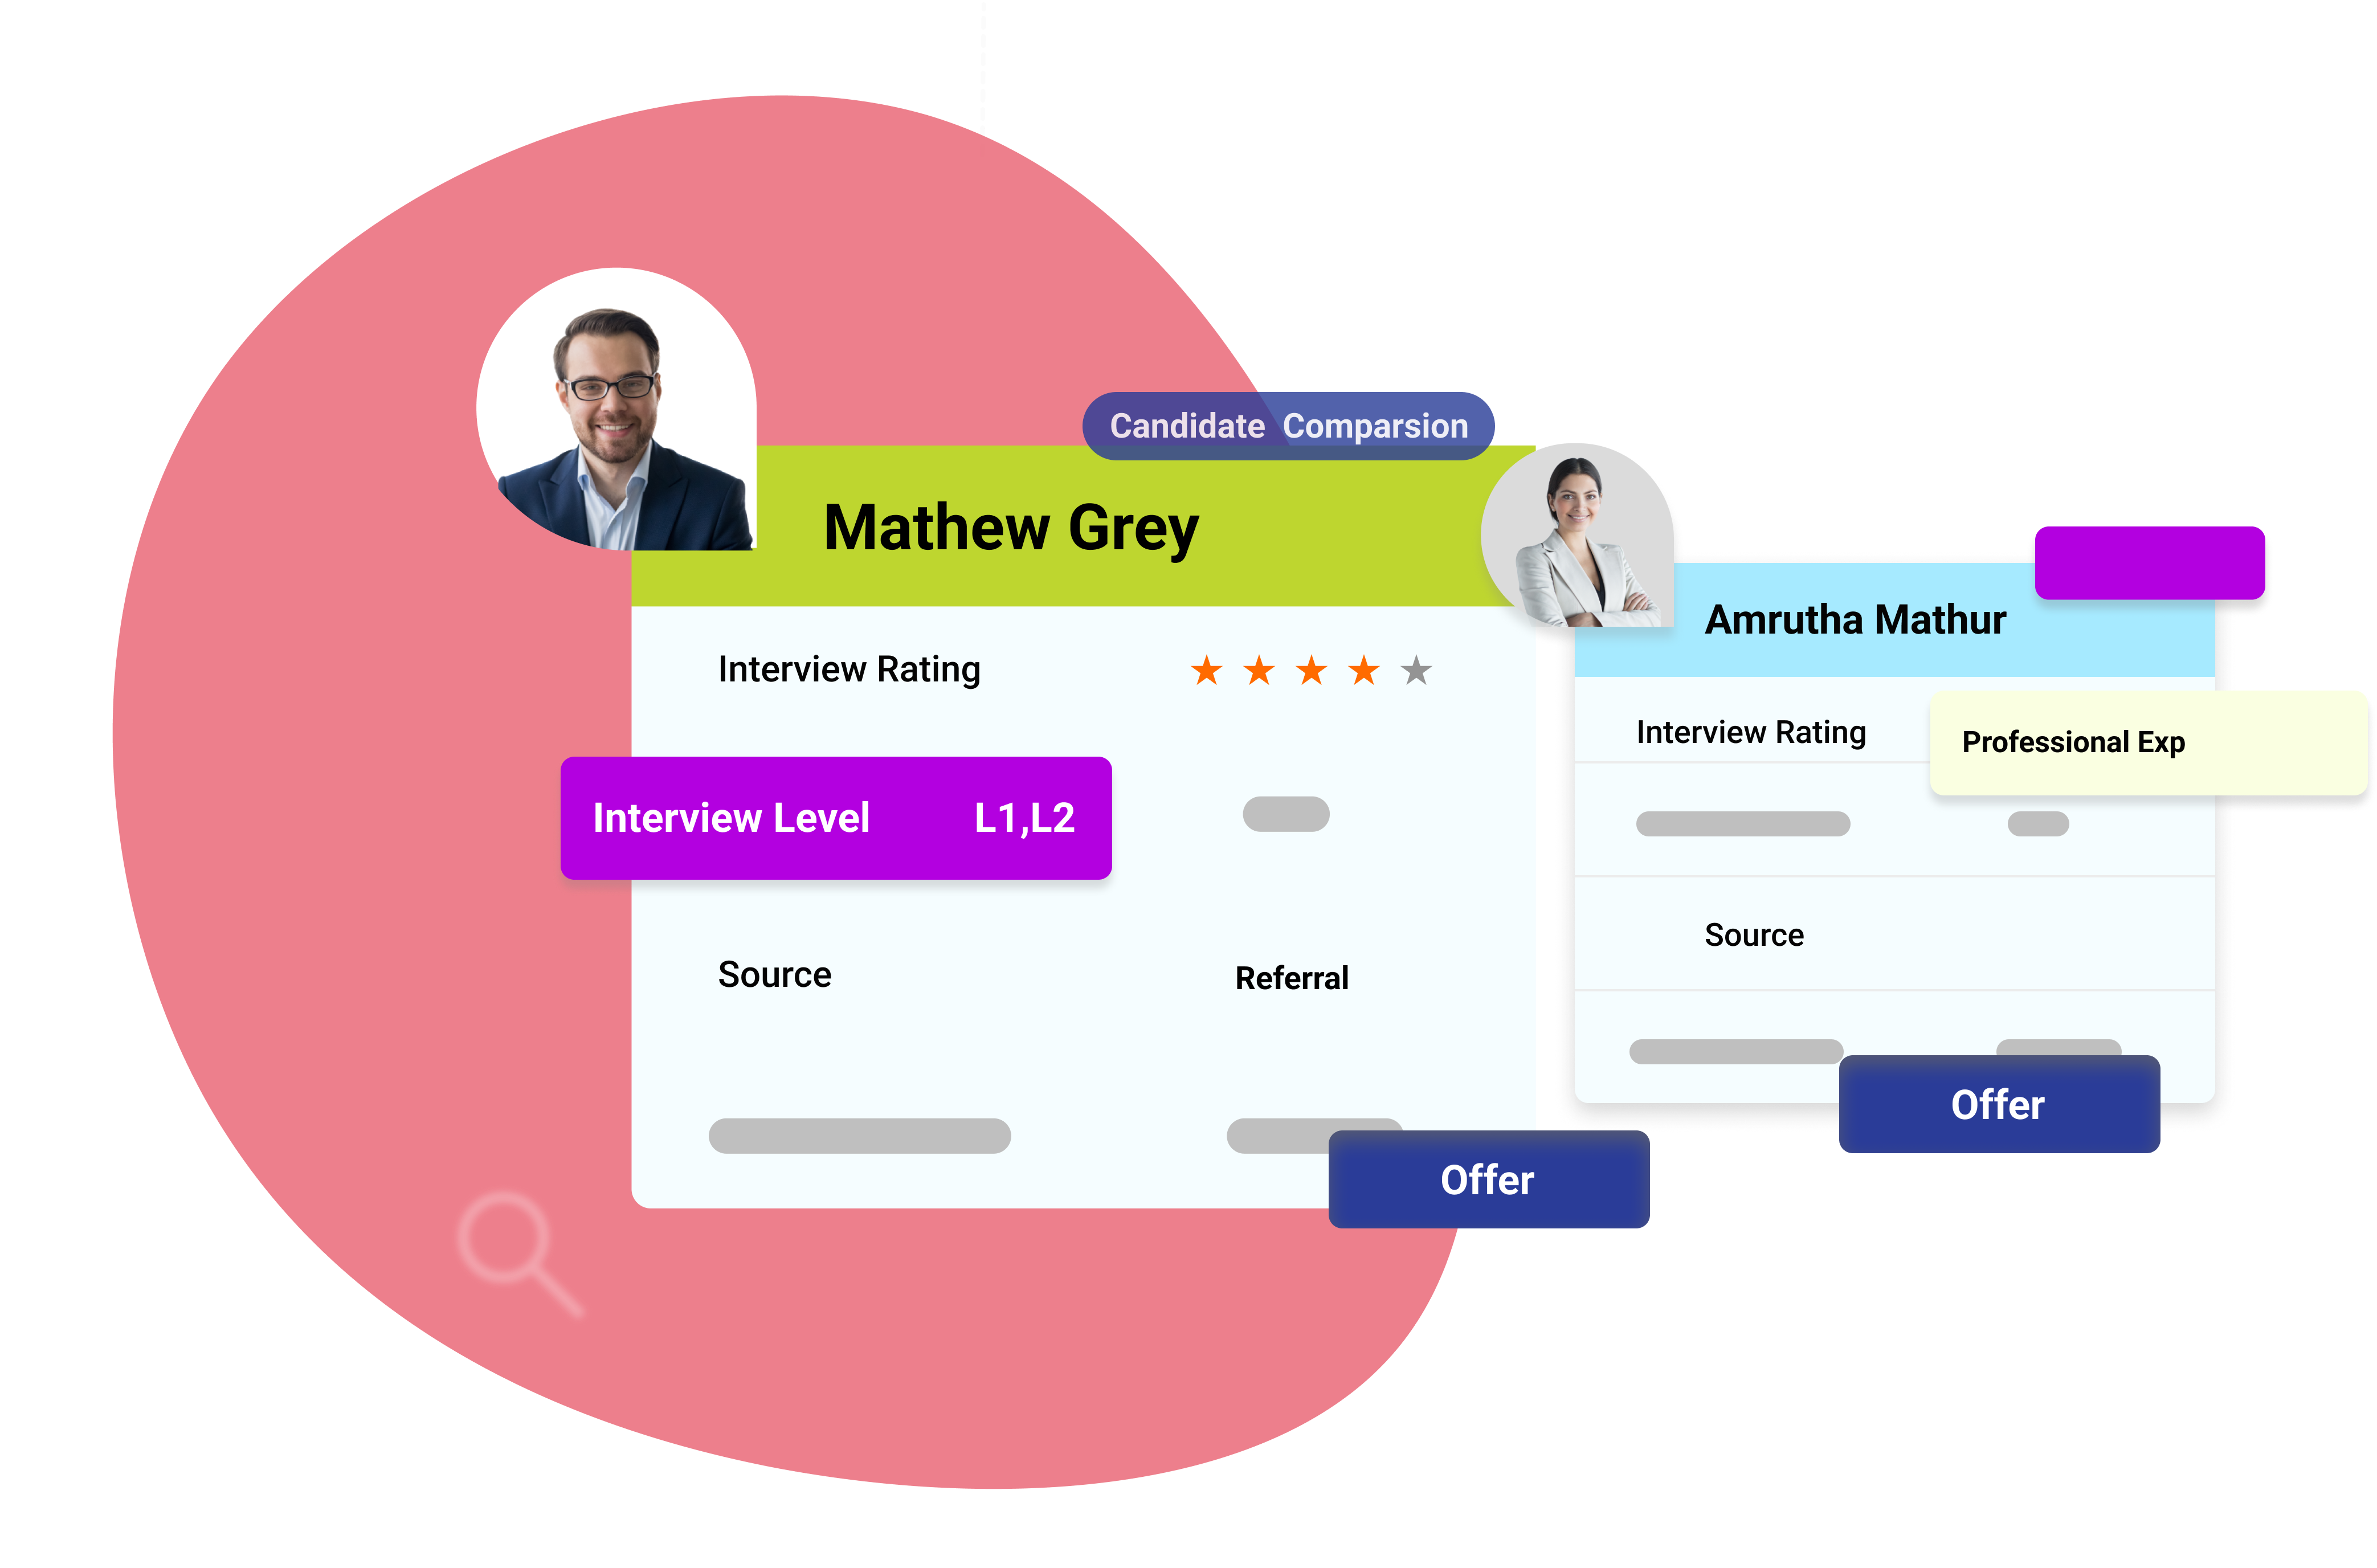 Candidate Comparsion
Mathew Grey
Interview Rating
Interview Level L1,L2
Source Referral
Offer
Amrutha Mathur
Interview Rating
Professional Exp
Source
Offer